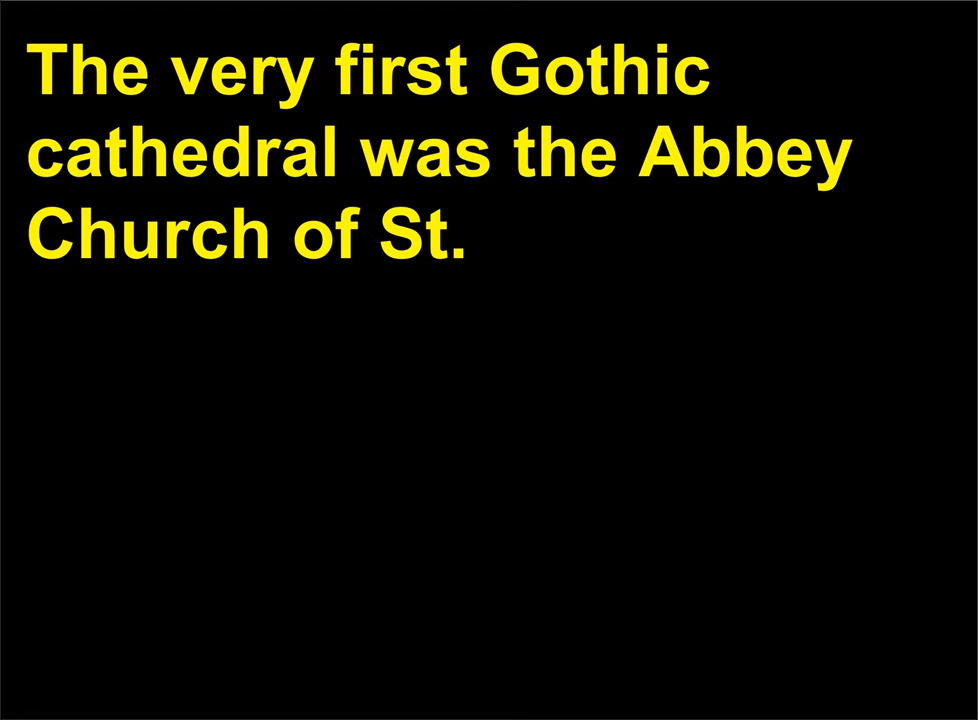 The very first Gothic
cathedral was the Abbey
Church of St.